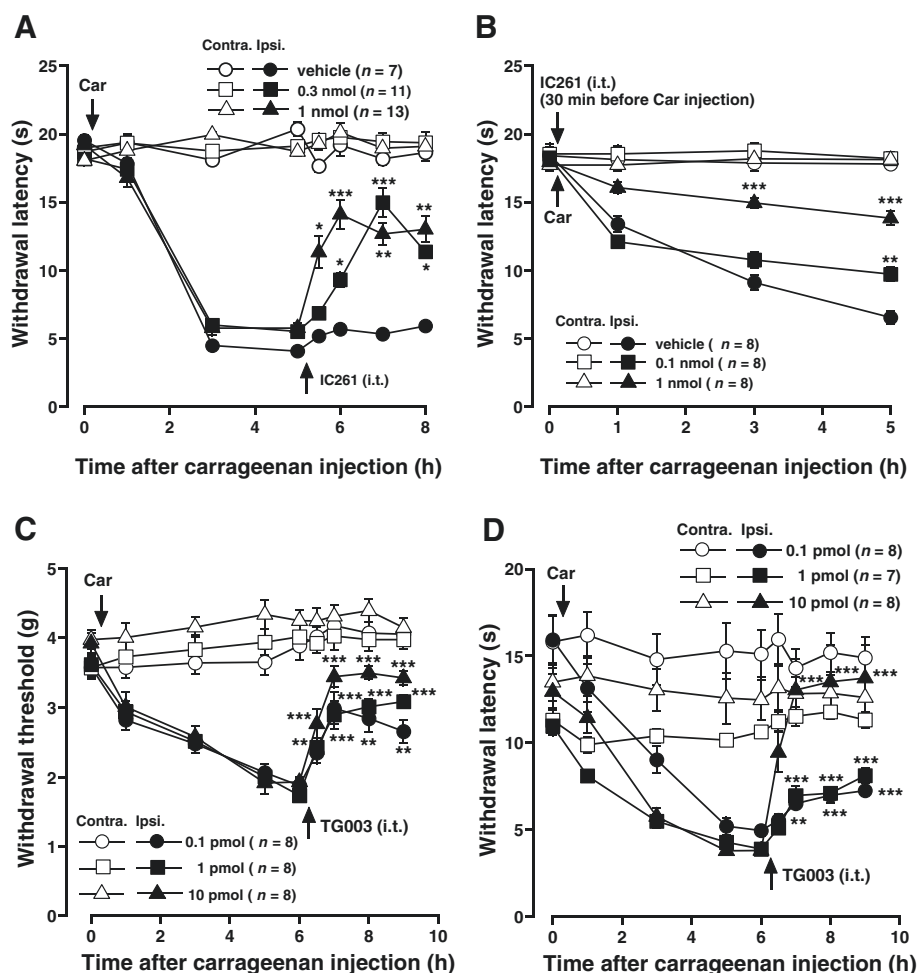 A
Contra. Ipsi.
vehicle (n = 7)
0.3 nmol (n = 11)
1 nmol (n = 13)
Car
25
20
15
10
5
0
Withdrawal latency (s)
***
***
**
*
**
*
*
IC261 (i.t.)
0 2 4 6 8
Time after carrageenan injection (h)
B
IC261 (i.t.)
(30 min before Car injection)
25
20
15
10
5
0
Withdrawal latency (s)
Car
***
***
**
Contra. Ipsi.
vehicle ( n = 8)
0.1 nmol ( n = 8)
1 nmol ( n = 8)
0 1 3 5
Time after carrageenan injection (h)
C
Car
5
4
3
2
1
0
Withdrawal threshold (g)
*** *** ***
*** *** ***
***
** *** ** **
TG003 (i.t.)
Contra. Ipsi.
0.1 pmol ( n = 8)
1 pmol ( n = 8)
10 pmol ( n = 8)
0 2 4 6 8 10
Time after carrageenan injection (h)
D
Contra. Ipsi.
0.1 pmol ( n = 8)
1 pmol ( n = 7)
10 pmol ( n = 8)
Car
20
15
10
5
0
Withdrawal latency (s)
*** *** ***
*** *** ***
** *** ***
TG003 (i.t.)
0 2 4 6 8 10
Time after carrageenan injection (h)